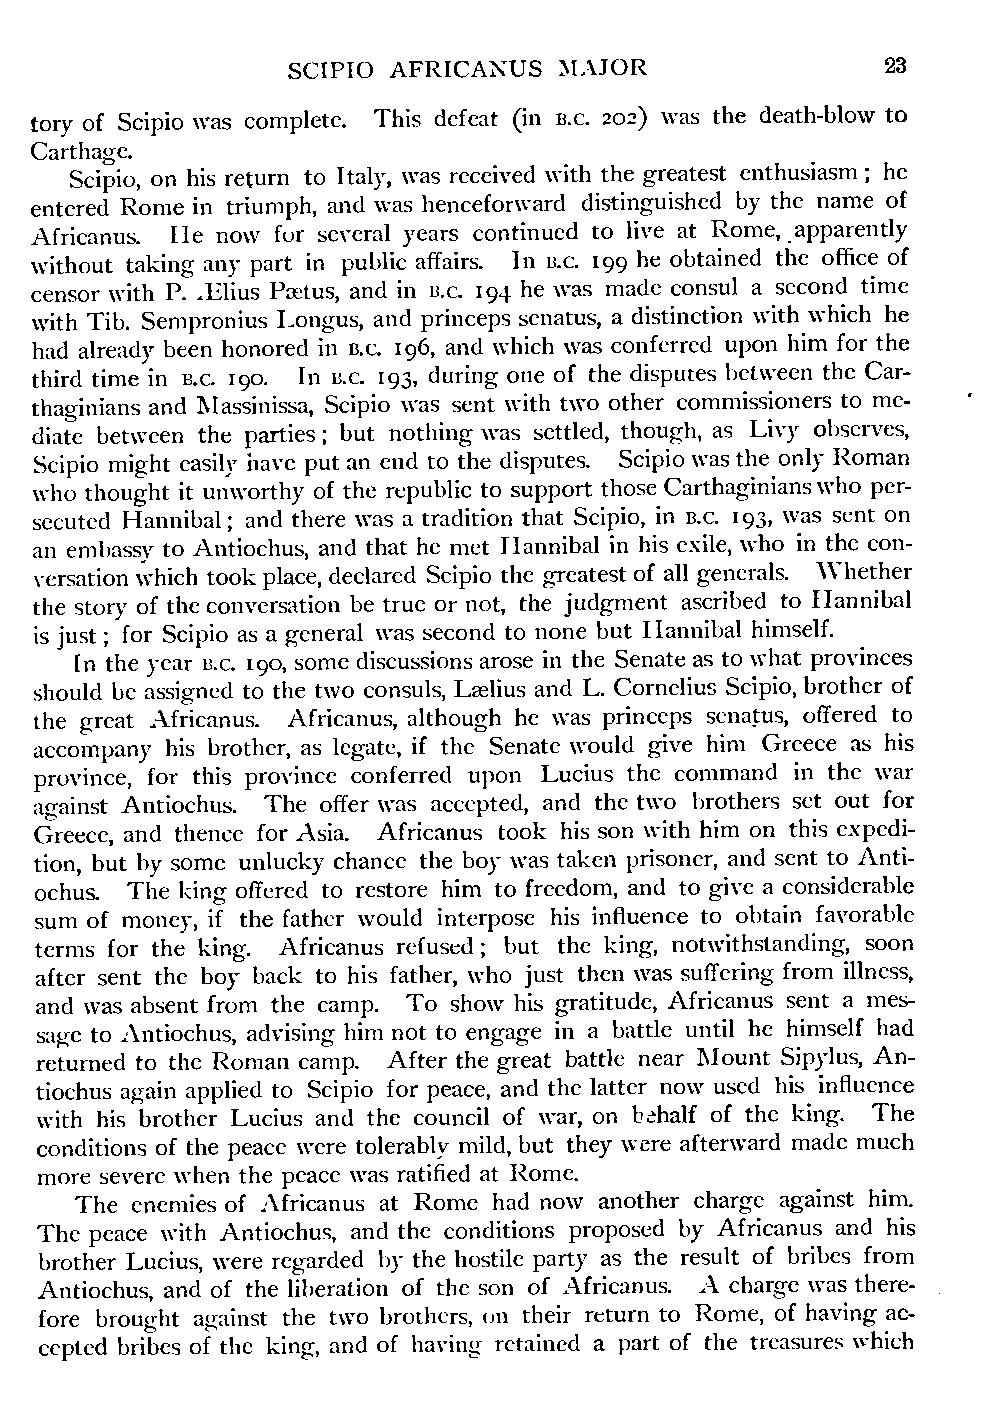 SCIPIO AFRICANUS MAJOR 23
tory of Scipio was complete. This defeat (in B.C. 202) was the death-blow to
Carthage.
Scipio, on his return to Italy, was received with the greatest enthusiasm; he
entered Rome in triumph, and was henceforward distinguished by the name of
Africanus. He now for several years continued to live at Rome, apparently
without taking any part in public affairs. In B.C. 199 he obtained the office of
censor with P. Ælius Pætus, and in B.C. 194 he was made consul a second time
with Tib. Sempronius Longus, and princeps senatus, a distinction with which he
had already been honored in B.C. 196, and which was conferred upon him for the
third time in B.C. 190. In B.C. 193, during one of the disputes between the Car-
thaginians and Massinissa, Scipio was sent with two other commissioners to me-
diate between the parties; but nothing was settled, though, as Livy observes,
Scipio might easily have put an end to the disputes. Scipio was the only Roman
who thought it unworthy of the republic to support those Carthaginians who per-
secuted Hannibal; and there was a tradition that Scipio, in B.C. 193, was sent on
an embassy to Antiochus, and that he met Hannibal in his exile, who in the con-
versation which took place, declared Scipio the greatest of all generals. Whether
the story of the conversation be true or not, the judgment ascribed to Hannibal
is just; for Scipio as a general was second to none but Hannibal himself.
In the year B.C. 190, some discussions arose in the Senate as to what provinces
should be assigned to the two consuls, Lælius and L. Cornelius Scipio, brother of
the great Africanus. Africanus, although he was princeps senatus, offered to
accompany his brother, as legate, if the Senate would give him Greece as his
province, for this province conferred upon Lucius the command in the war
against Antiochus. The offer was accepted, and the two brothers set out for
Greece, and thence for Asia. Africanus took his son with him on this expedi-
tion, but by some unlucky chance the boy was taken prisoner, and sent to Anti-
ochus. The king offered to restore him to freedom, and to give a considerable
sum of money, if the father would interpose his influence to obtain favorable
terms for the king. Africanus refused; but the king, notwithstanding, soon
after sent the boy back to his father, who just then was suffering from illness,
and was absent from the camp. To show his gratitude, Africanus sent a mes-
sage to Antiochus, advising him not to engage in a battle until he himself had
returned to the Roman camp. After the great battle near Mount Sipylus, An-
tiochus again applied to Scipio for peace, and the latter now used his influence
with his brother Lucius and the council of war, on behalf of the king. The
conditions of the peace were tolerably mild, but they were afterward made much
more severe when the peace was ratified at Rome.
The enemies of Africanus at Rome had now another charge against him.
The peace with Antiochus, and the conditions proposed by Africanus and his
brother Lucius, were regarded by the hostile party as the result of bribes from
Antiochus, and of the liberation of the son of Africanus. A charge was there-
fore brought against the two brothers, on their return to Rome, of having ac-
cepted bribes of the king, and of having retained a part of the treasures which